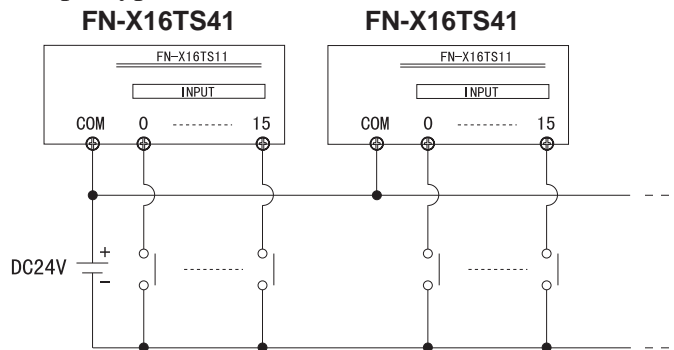 FN-X16TS41 FN-X16TS41
FN-X16TS11 FN-X16TS11
INPUT INPUT
COM 0 15 COM 0 15
+
DC24V
−